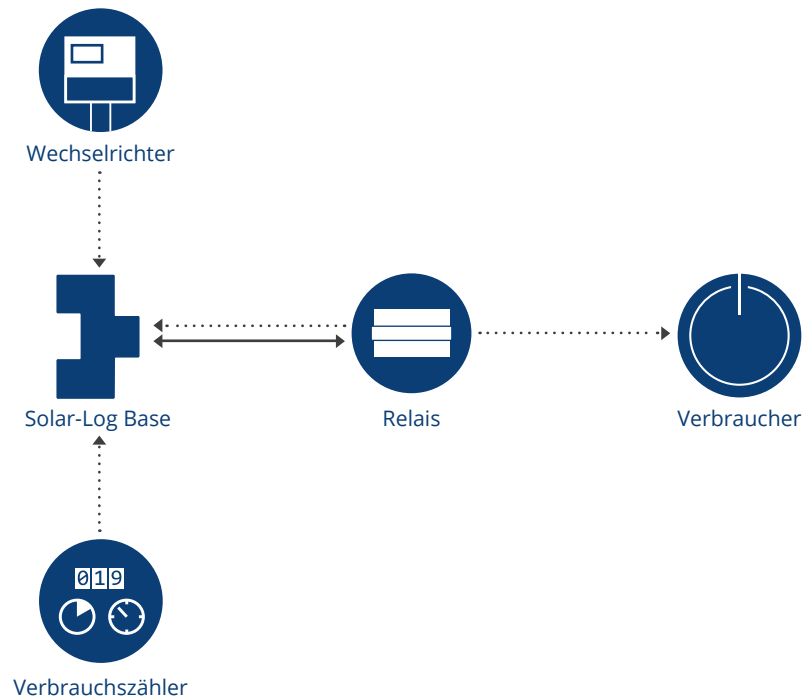 Wechselrichter
Solar-Log Base
Relais
Verbraucher
019
Verbrauchszähler